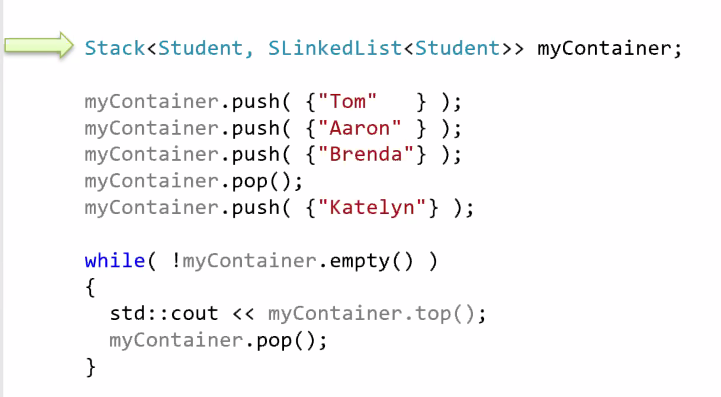 Stack<Student, SLinkedList<Student>> myContainer;
myContainer.push( {"Tom"   } );
myContainer.push( {"Aaron" } );
myContainer.push( {"Brenda"} );
myContainer.pop();
myContainer.push( {"Katelyn"} );
while( !myContainer.empty() )
{
  std::cout << myContainer.top();
  myContainer.pop();
}